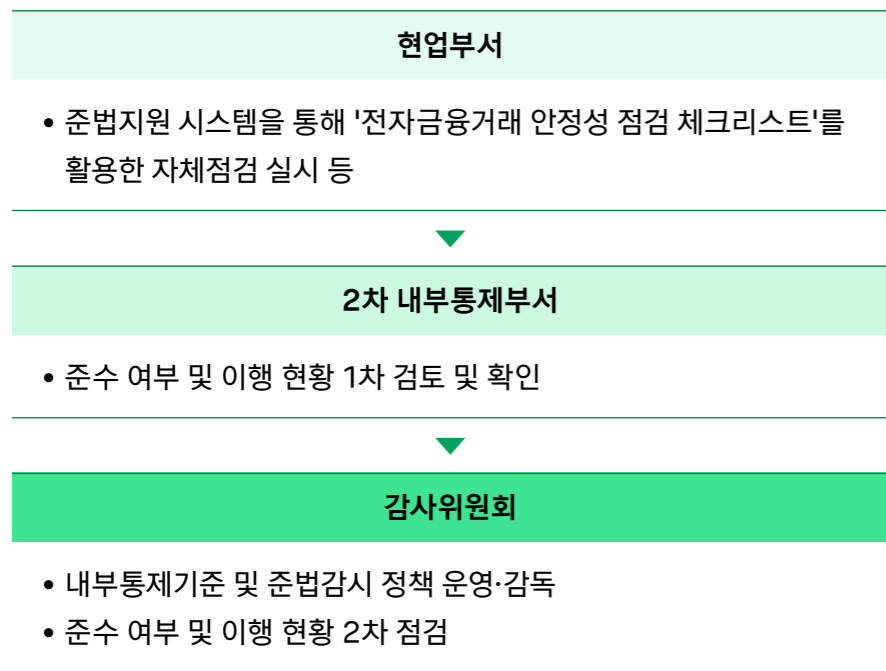 현업부서
• 준법지원 시스템을 통해 '전자금융거래 안정성 점검 체크리스트'를
활용한 자체점검 실시 등
2차 내부통제부서
• 준수 여부 및 이행 현황 1차 검토 및 확인
감사위원회
• 내부통제기준 및 준법감시 정책 운영·감독
• 준수 여부 및 이행 현황 2차 점검